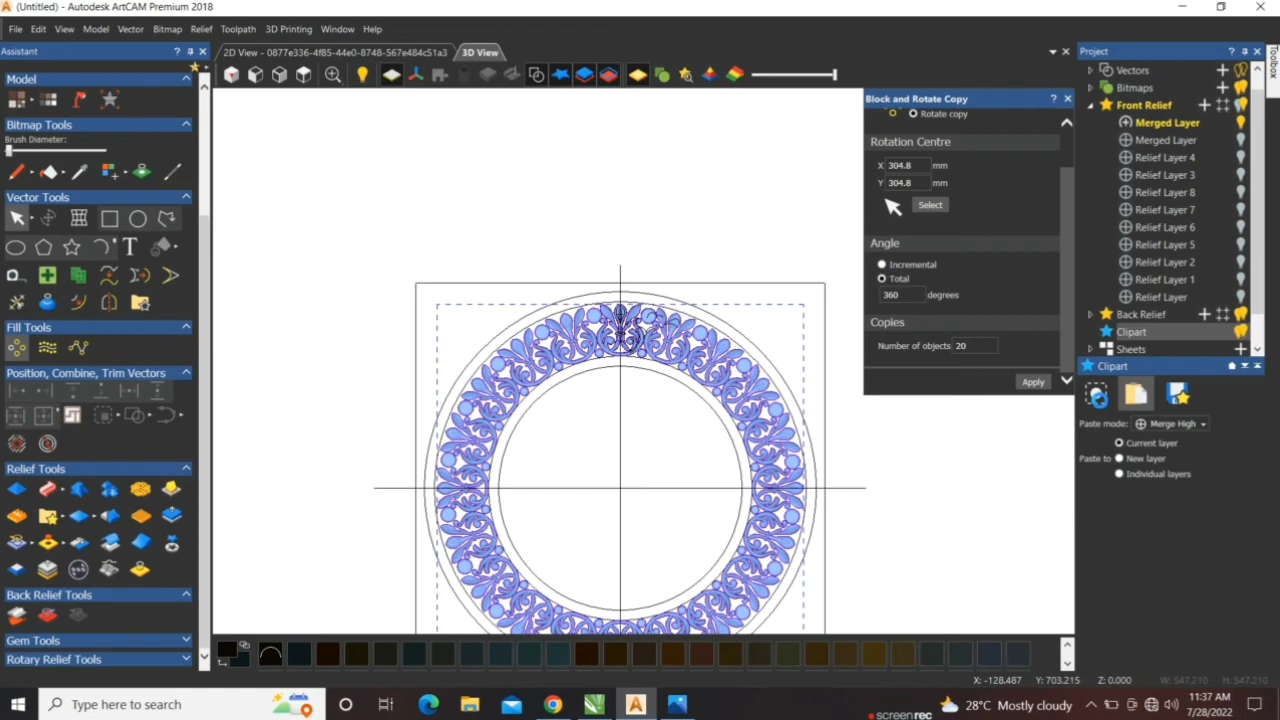 (Untitled) - Autodesk ArtCAM Premium 2018
File Edit View Model Vector Bitmap Relief Toolpath 3D Printing Window Help
Assistant ?
2D View - 0877e336-4f85-44e0-8748-567e484c51a3 3D View
Project ?
Toolbox
Model
Bitmap Tools
Brush Diameter:
Vector Tools
Fill Tools
Position, Combine, Trim Vectors
Relief Tools
Back Relief Tools
Gem Tools
Rotary Relief Tools
Block and Rotate Copy ?
Rotate copy
Rotation Centre
X 304.8 mm
Y 304.8 mm
Select
Angle
Incremental
Total
360 degrees
Copies
Number of objects 20
Apply
Vectors
Bitmaps
Front Relief
Merged Layer
Merged Layer
Relief Layer 4
Relief Layer 3
Relief Layer 8
Relief Layer 7
Relief Layer 6
Relief Layer 5
Relief Layer 2
Relief Layer 1
Relief Layer
Back Relief
Clipart
Sheets
Clipart
Paste mode: Merge High
Current layer
Paste to New layer
Individual layers
X: -128.487 Y: 703.215 Z: 0.000 W: 547.210 H: 547.210
Type here to search
28°C Mostly cloudy
11:37 AM
7/28/2022
screenrec